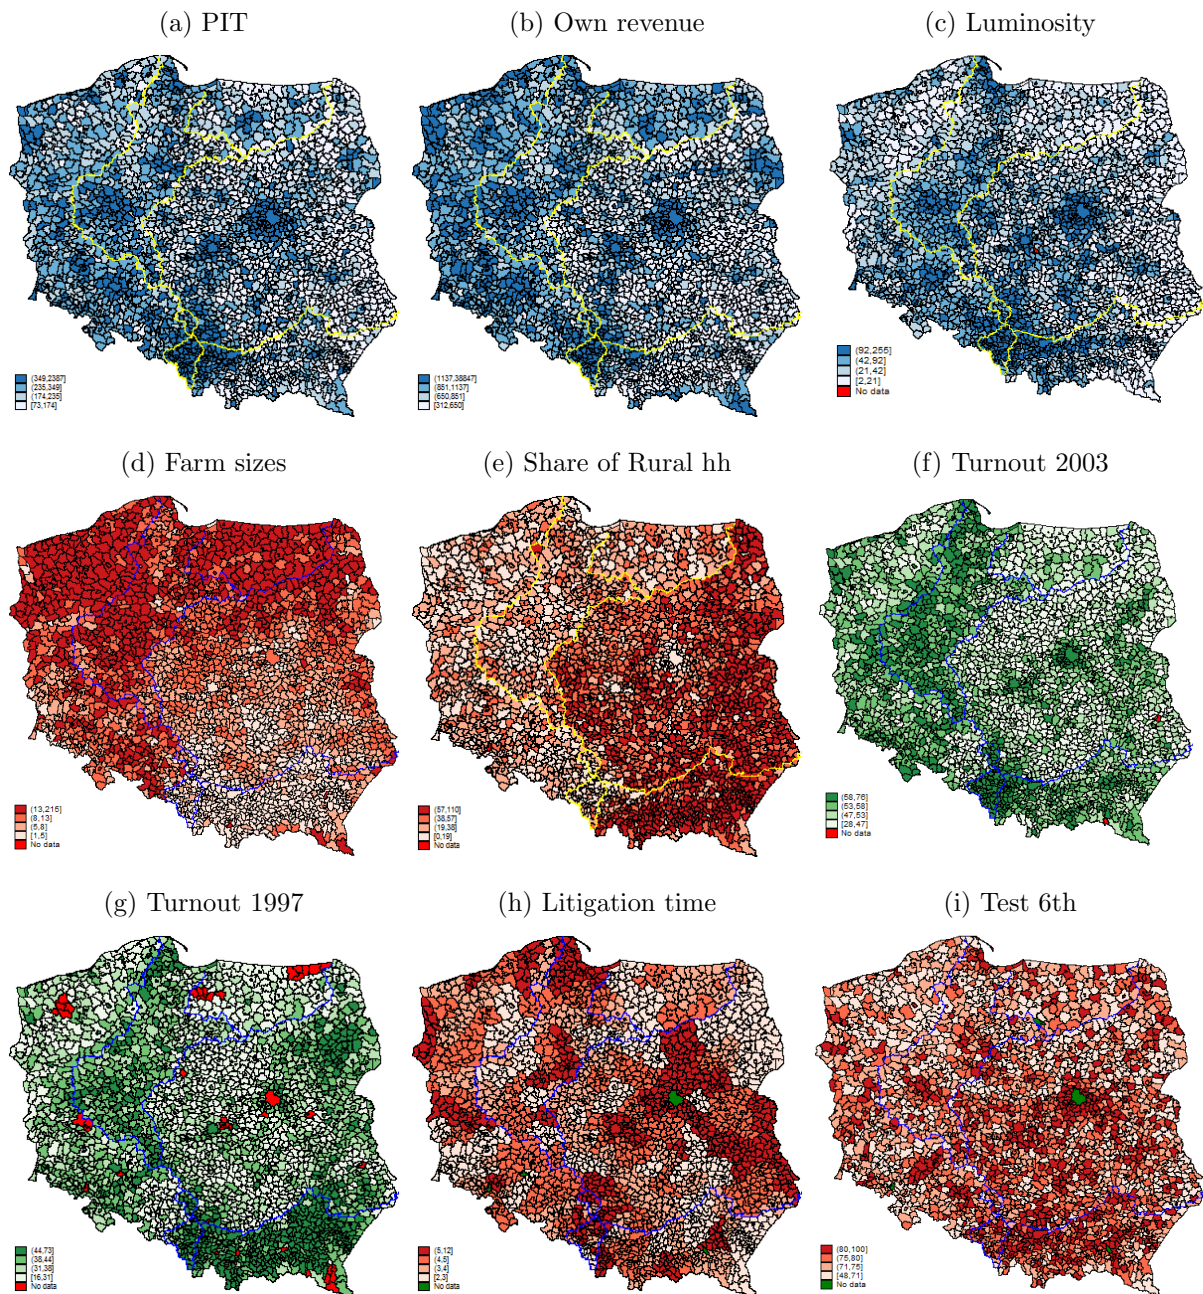 (a) PIT
(b) Own revenue
(c) Luminosity
(349,2387]
(235,349]
(174,235]
[73,174]
(1137,38847]
(851,1137]
(650,851]
[312,650]
(92,255]
(42,92]
(21,42]
[2,21]
No data
(d) Farm sizes
(e) Share of Rural hh
(f) Turnout 2003
(13,215]
(8,13]
(5,8]
[1,5]
No data
(57,110]
(38,57]
(19,38]
[0,19]
No data
(58,76]
(53,58]
(47,53]
[28,47]
No data
(g) Turnout 1997
(h) Litigation time
(i) Test 6th
(44,73]
(38,44]
(31,38]
[16,31]
No data
(5,12]
(4,5]
(3,4]
[2,3]
No data
(80,100]
(75,80]
(71,75]
[48,71]
No data